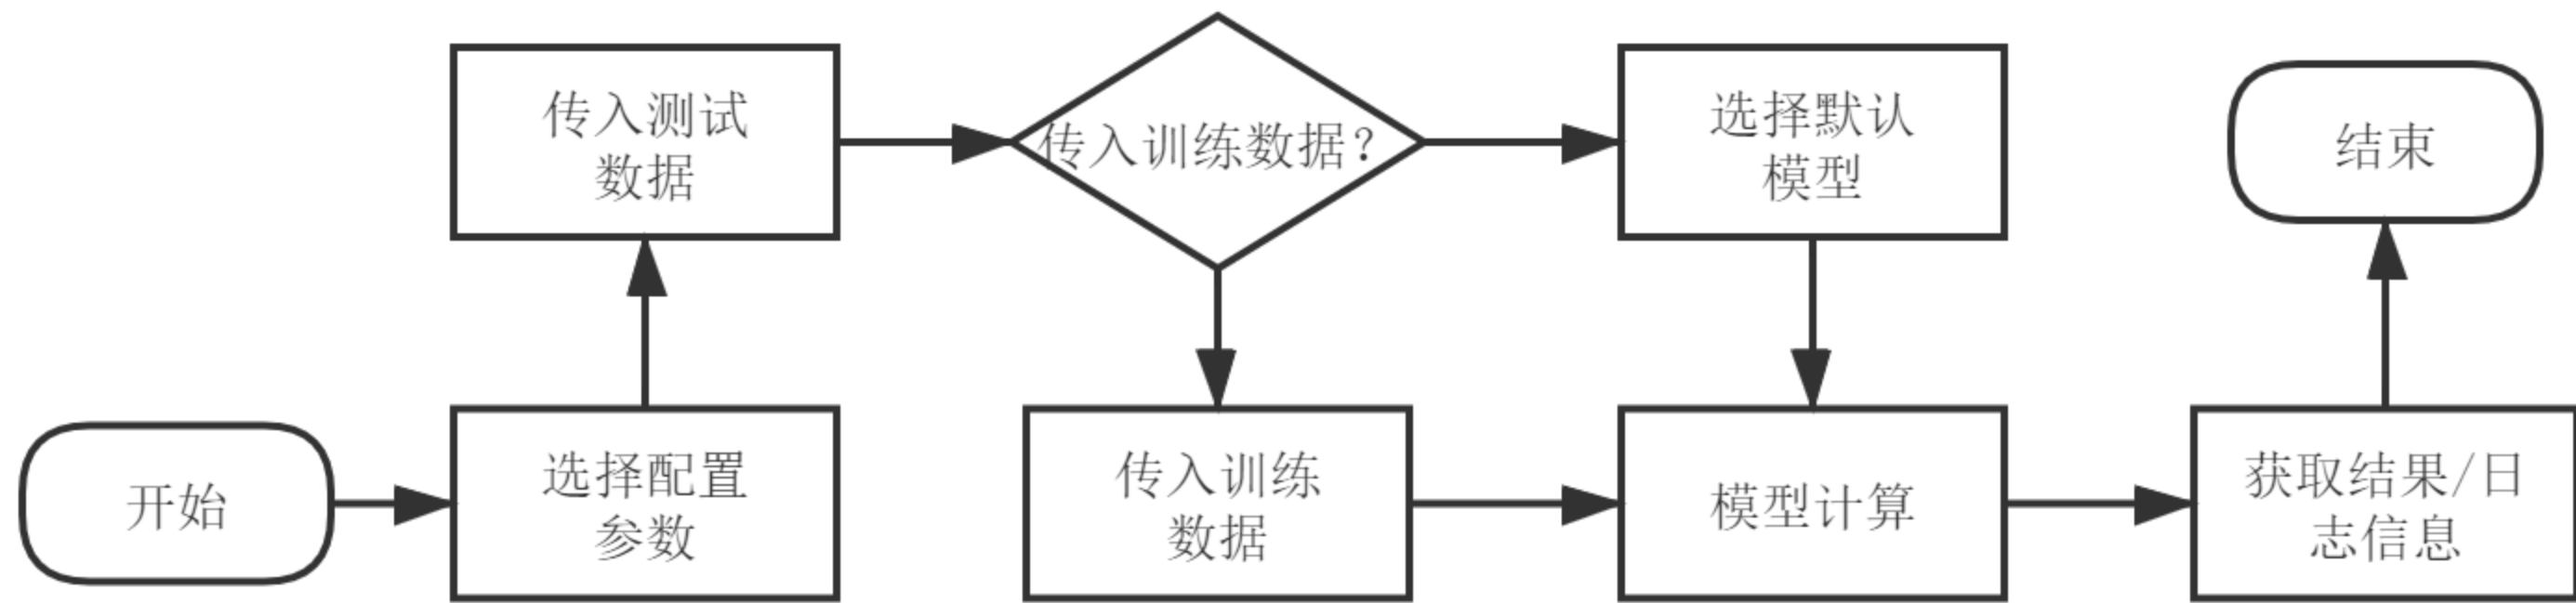 传入测试
数据
传入训练数据？
选择默认
模型
结束
开始
选择配置
参数
传入训练
数据
模型计算
获取结果/日
志信息